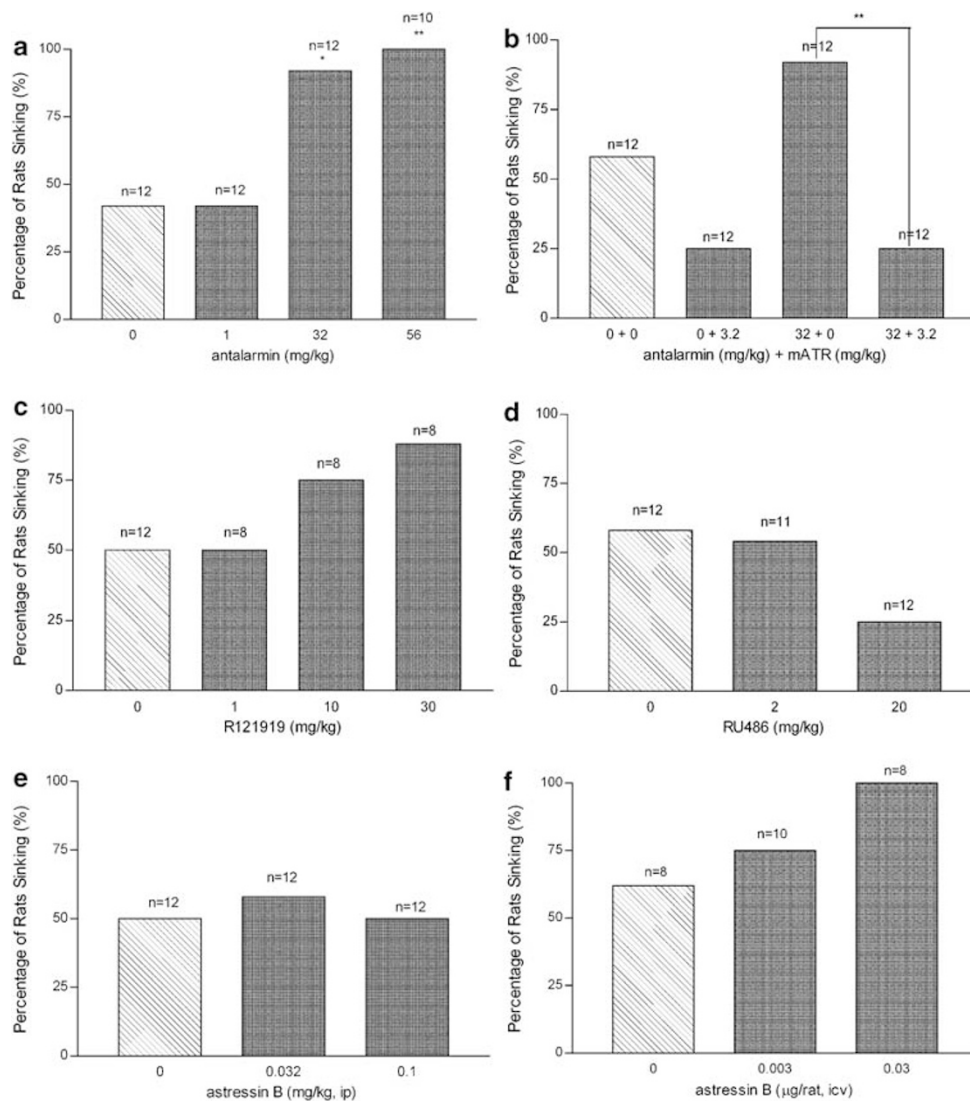 a
n=10
**
n=12
*
n=12
n=12
100
75
50
25
0
Percentage of Rats Sinking (%)
0 1 32 56
antalarmin (mg/kg)
b
**
n=12
n=12
n=12
n=12
100
75
50
25
0
Percentage of Rats Sinking (%)
0 + 0 0 + 3.2 32 + 0 32 + 3.2
antalarmin (mg/kg) + mATR (mg/kg)
c
n=8
n=8
n=12
n=8
100
75
50
25
0
Percentage of Rats Sinking (%)
0 1 10 30
R121919 (mg/kg)
d
n=12
n=11
n=12
100
75
50
25
0
Percentage of Rats Sinking (%)
0 2 20
RU486 (mg/kg)
e
n=12
n=12
n=12
100
75
50
25
0
Percentage of Rats Sinking (%)
0 0.032 0.1
astressin B (mg/kg, ip)
f
n=8
n=10
n=8
100
75
50
25
0
Percentage of Rats Sinking (%)
0 0.003 0.03
astressin B (μg/rat, icv)